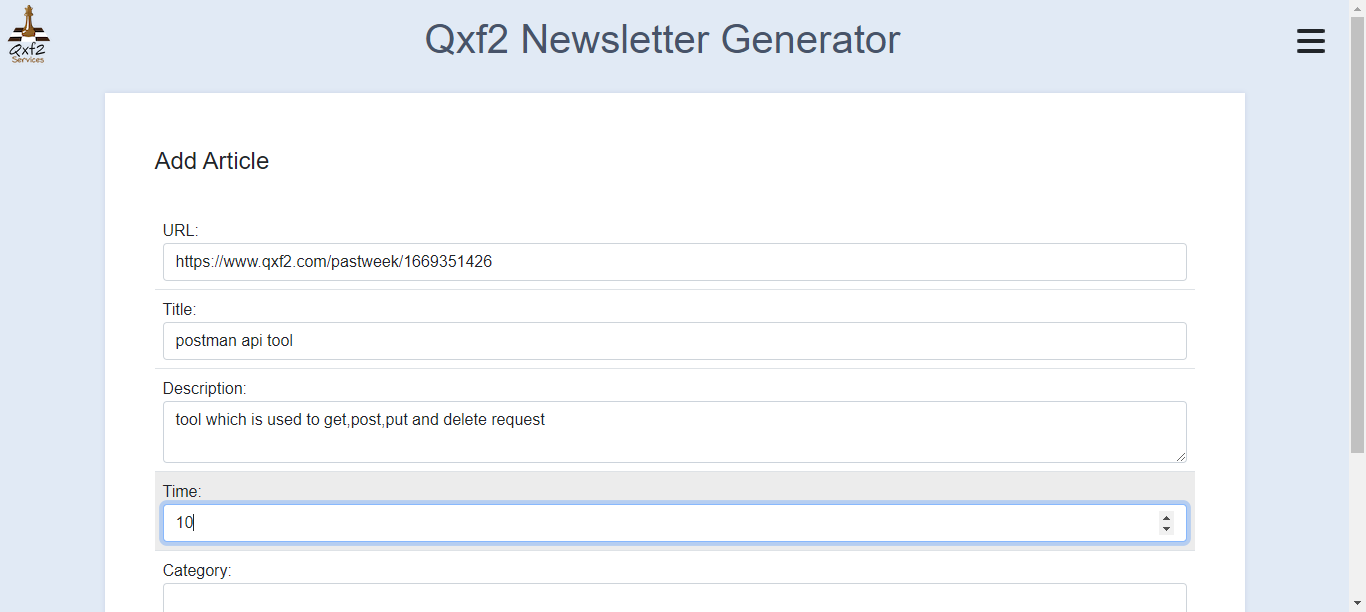 Qxf2
Services
Qxf2 Newsletter Generator
Add Article
URL:
https://www.qxf2.com/pastweek/1669351426
Title:
postman api tool
Description:
tool which is used to get,post,put and delete request
Time:
10
Category: